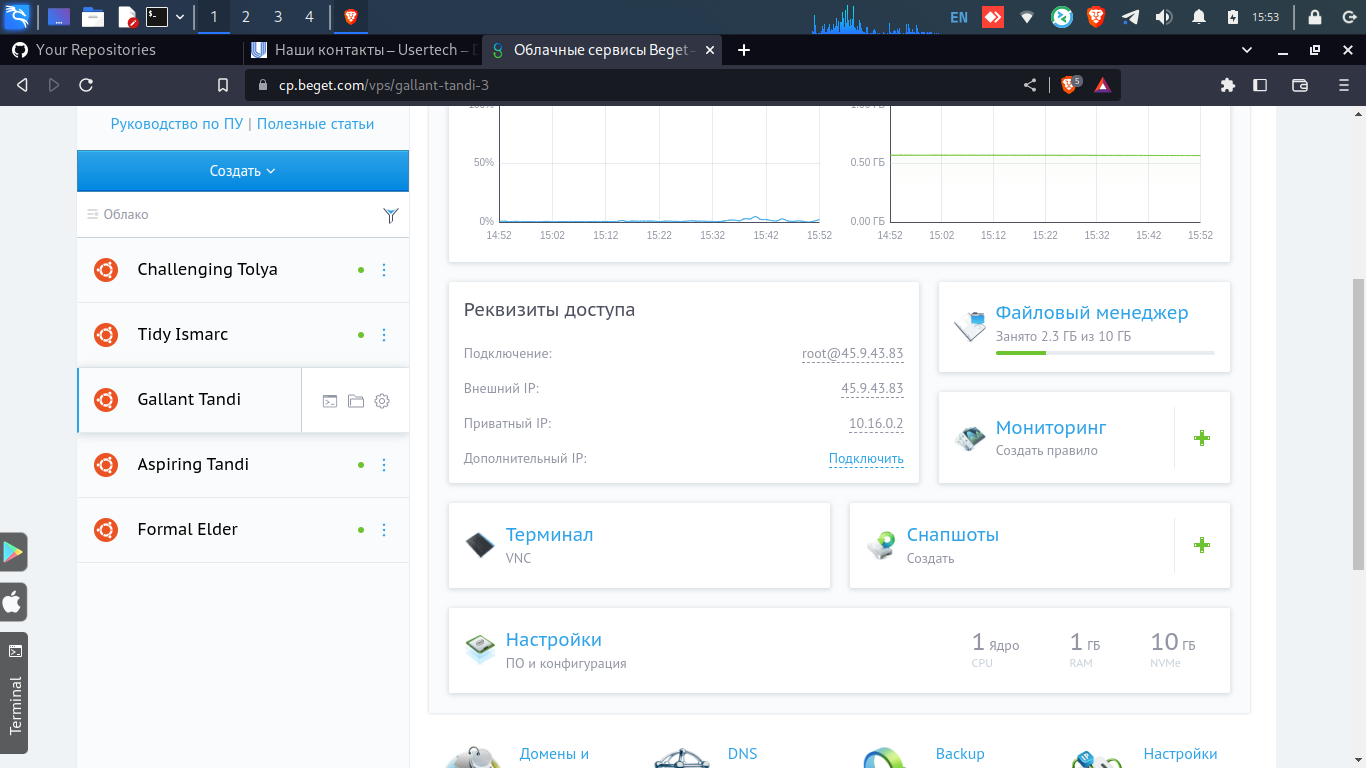 1 2 3 4 EN 15:53
Your Repositories Наши контакты – Usertech – Облачные сервисы Beget –
cp.beget.com/vps/gallant-tandi-3 5
Руководство по ПУ | Полезные статьи
Создать
Облако
Challenging Tolya
Tidy Ismarc
Gallant Tandi
Aspiring Tandi
Formal Elder
Terminal
50%
0%
14:52 15:02 15:12 15:22 15:32 15:42 15:52
0.50 ГБ
0.00 ГБ
14:52 15:02 15:12 15:22 15:32 15:42 15:52
Реквизиты доступа
Подключение: root@45.9.43.83
Внешний IP: 45.9.43.83
Приватный IP: 10.16.0.2
Дополнительный IP: Подключить
Файловый менеджер
Занято 2.3 ГБ из 10 ГБ
Мониторинг
Создать правило
Терминал
VNC
Снапшоты
Создать
Настройки
ПО и конфигурация
1 Ядро 1 ГБ 10 ГБ
CPU RAM NVMe
Домены и DNS Backup Настройки